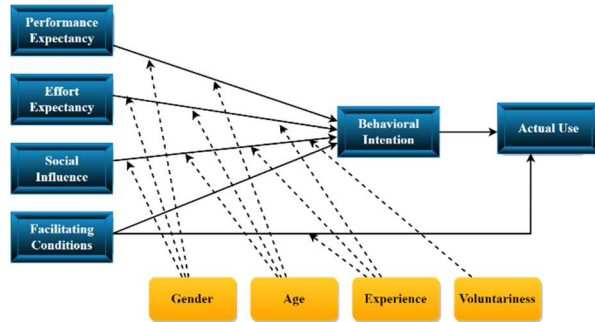 Performance
Expectancy
Effort
Expectancy
Social
Influence
Facilitating
Conditions
Behavioral
Intention
Actual Use
Gender
Age
Experience
Voluntariness